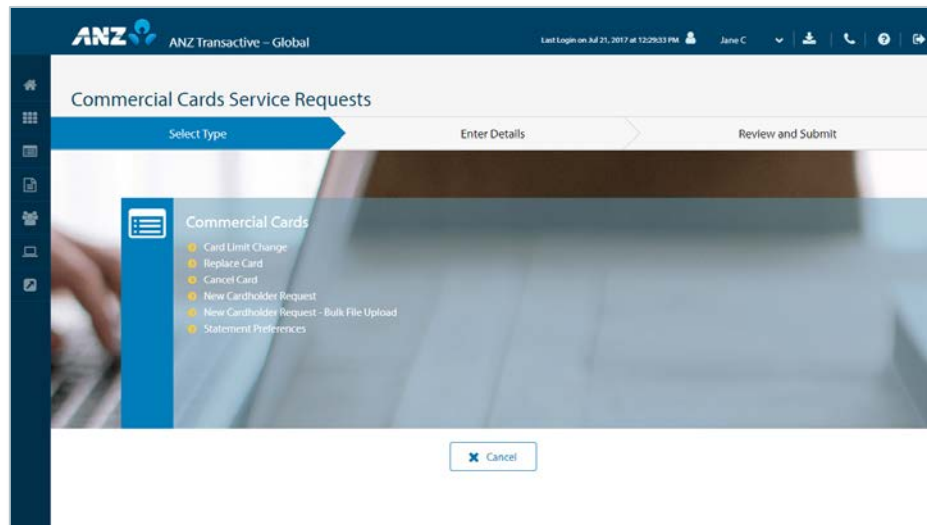 ANZ ANZ Transactive – Global
Last Login on Jul 21, 2017 at 12:29:33 PM Jane C
Commercial Cards Service Requests
Select Type Enter Details Review and Submit
Commercial Cards
Card Limit Change
Replace Card
Cancel Card
New Cardholder Request
New Cardholder Request - Bulk File Upload
Statement Preferences
Cancel